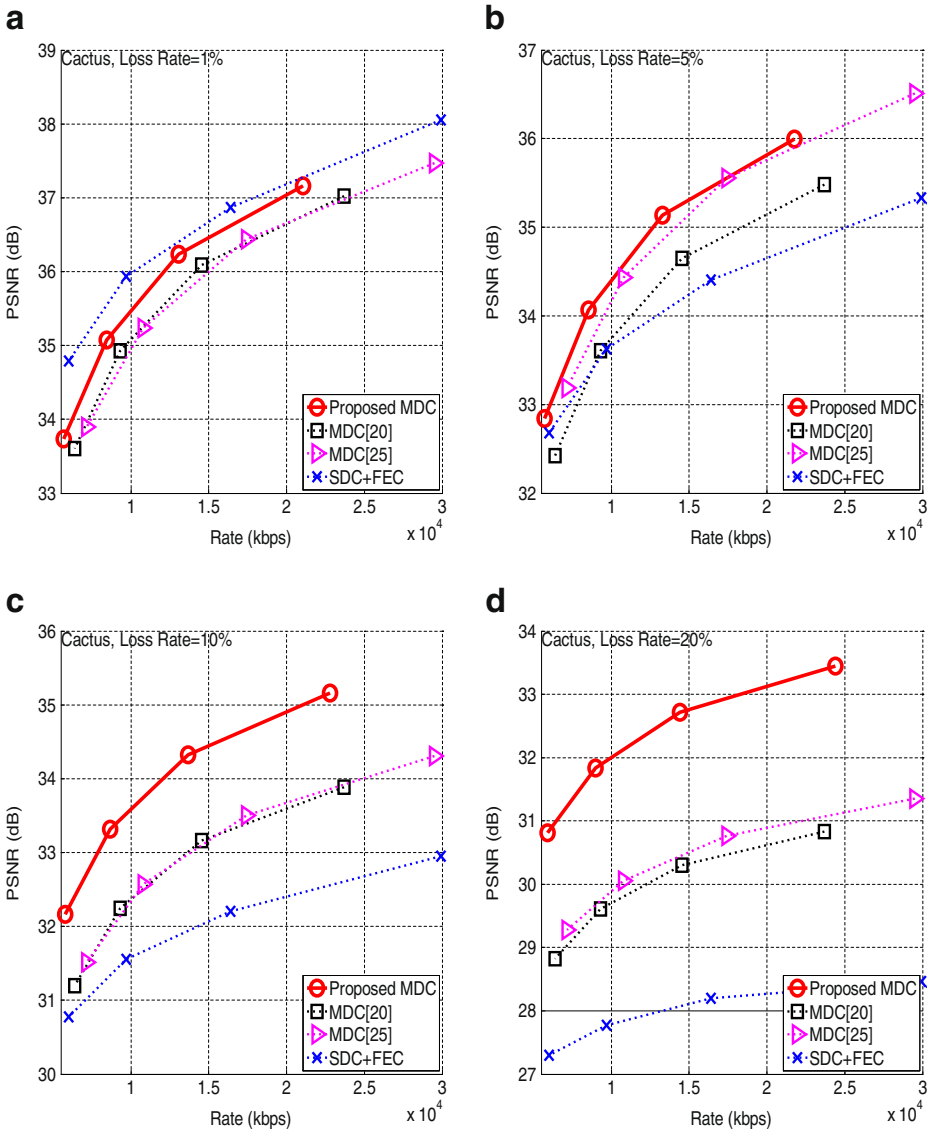 a
Cactus, Loss Rate=1%
39
38
37
36
35
34
33
PSNR (dB)
Proposed MDC
MDC[20]
MDC[25]
SDC+FEC
1
1.5
2
2.5
3
Rate (kbps)
x 10^4
b
Cactus, Loss Rate=5%
37
36
35
34
33
32
PSNR (dB)
Proposed MDC
MDC[20]
MDC[25]
SDC+FEC
1
1.5
2
2.5
3
Rate (kbps)
x 10^4
c
Cactus, Loss Rate=10%
36
35
34
33
32
31
30
PSNR (dB)
Proposed MDC
MDC[20]
MDC[25]
SDC+FEC
1
1.5
2
2.5
3
Rate (kbps)
x 10^4
d
Cactus, Loss Rate=20%
34
33
32
31
30
29
28
27
PSNR (dB)
Proposed MDC
MDC[20]
MDC[25]
SDC+FEC
1
1.5
2
2.5
3
Rate (kbps)
x 10^4